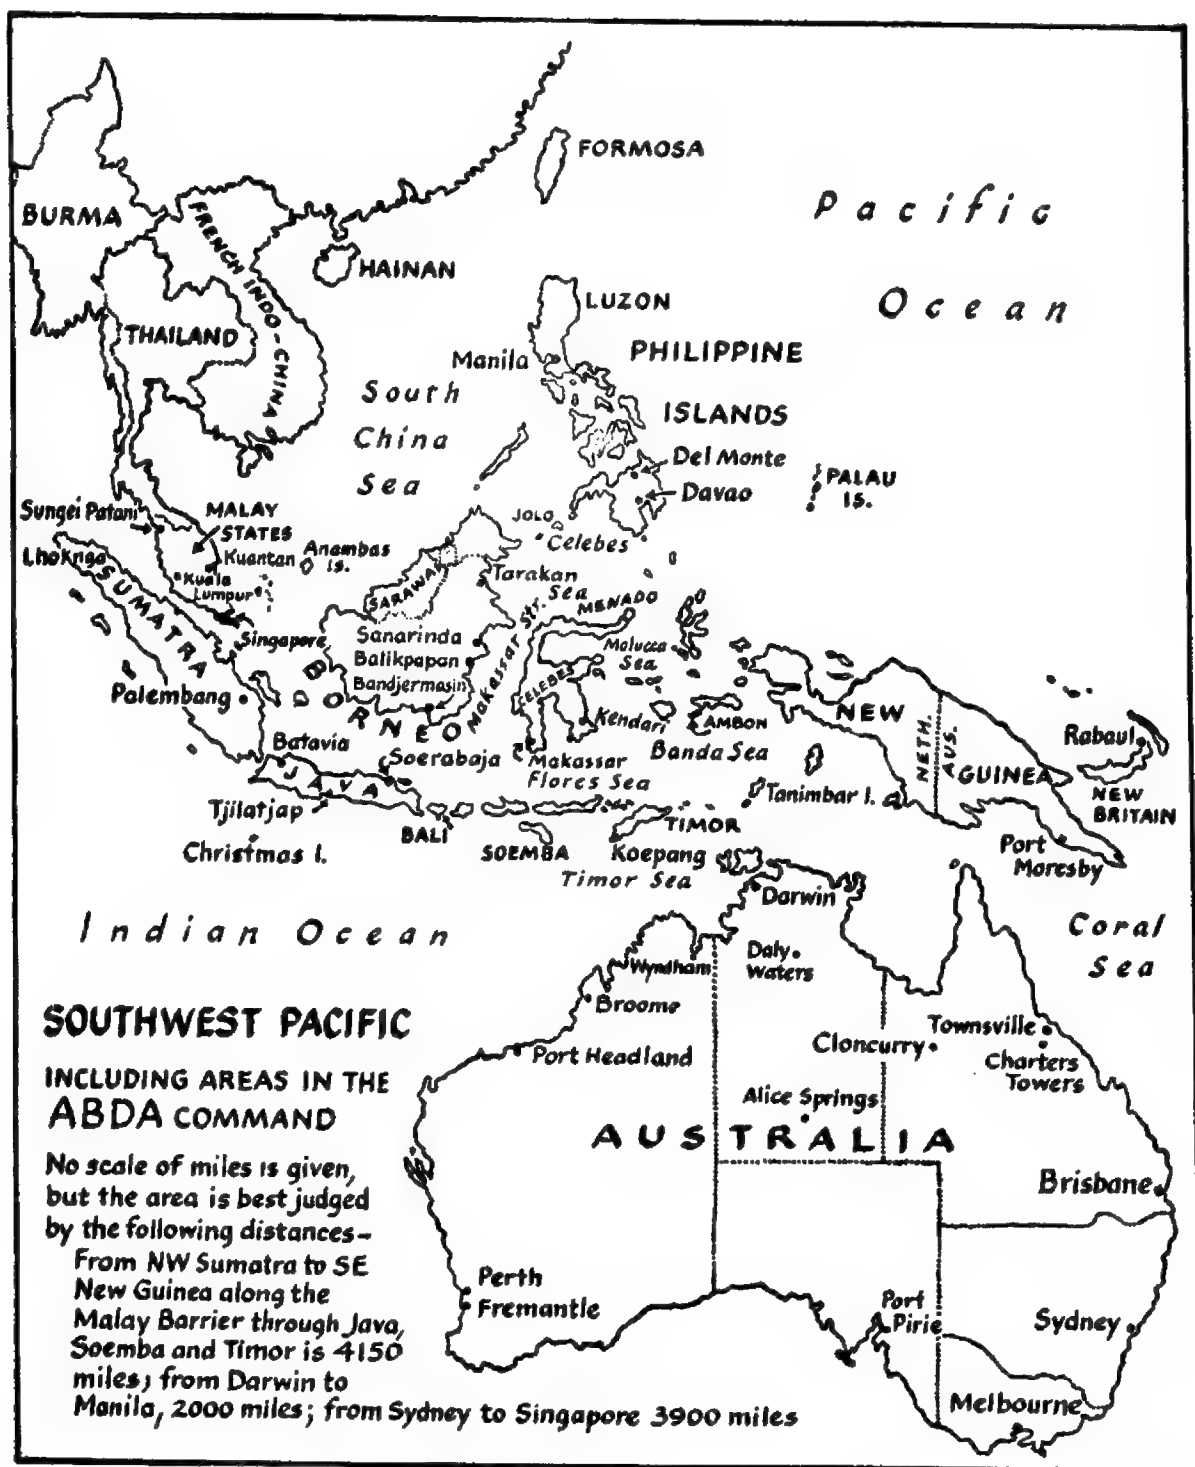 FORMOSA
Pacific
BURMA
FRENCH INDO-CHINA
HAINAN
Ocean
LUZON
THAILAND
Manila
PHILIPPINE
South
ISLANDS
China
Del Monte
Sea
PALAU
IS.
Davao
Sungei Patani
MALAY
STATES
JOLO
Celebes
Lhoknga
Kuantan
Anambas
Is.
Kuala
Lumpur
SARAWAK
Tarakan
Sea
MENADO
SUMATRA
Singapore
Sanarinda
Makassar Str.
Molucca
Sea
Balikpapan
BORNEO
Palembang
Bandjermasin
CELEBES
NEW
Kendari
AMBON
NETH.
AUS.
Rabaul
Batavia
Soerabaja
Makassar
Banda Sea
GUINEA
JAVA
Flores Sea
Tanimbar I.
NEW
BRITAIN
Tjilatjap
BALI
TIMOR
Christmas I.
SOEMBA
Koepang
Port
Moresby
Timor Sea
Darwin
Indian Ocean
Coral
Sea
Daly
Waters
Wyndham
Broome
SOUTHWEST PACIFIC
Townsville
Port Headland
Cloncurry
Charters
Towers
INCLUDING AREAS IN THE
ABDA COMMAND
Alice Springs
AUSTRALIA
No scale of miles is given,
but the area is best judged
by the following distances–
From NW Sumatra to SE
New Guinea along the
Malay Barrier through Java,
Soemba and Timor is 4150
miles; from Darwin to
Manila, 2000 miles; from Sydney to Singapore 3900 miles
Brisbane
Perth
Fremantle
Port
Pirie
Sydney
Melbourne